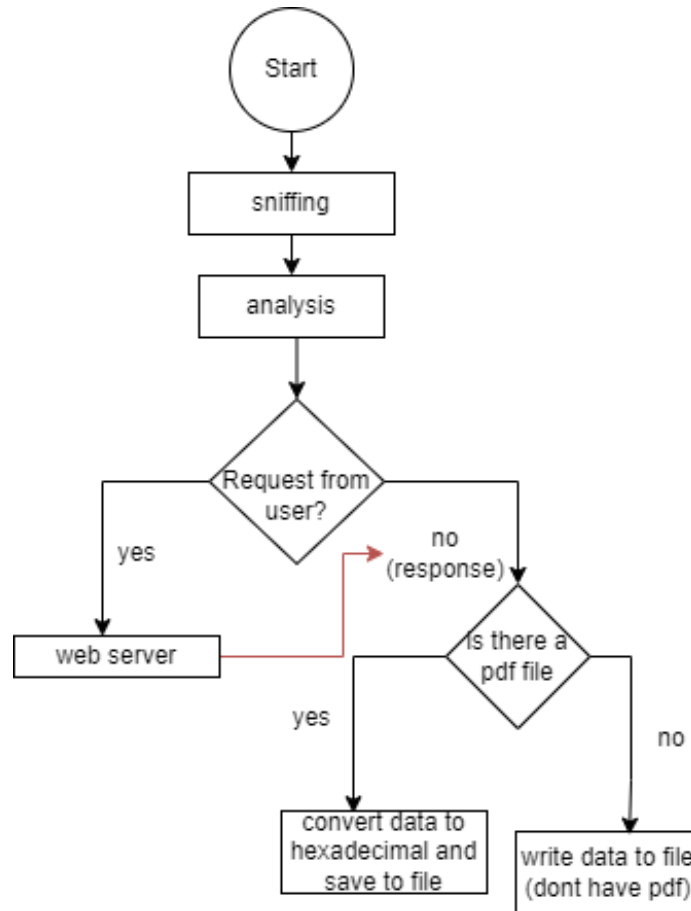 Start
sniffing
analysis
Request from
user?
yes
no
(response)
web server
Is there a
pdf file
yes
no
convert data to
hexadecimal and
save to file
write data to file
(dont have pdf)